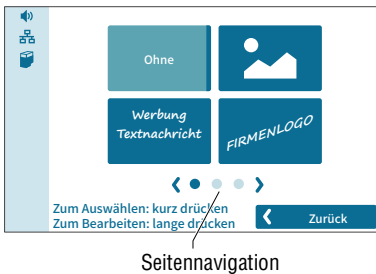 Ohne
Werbung
Textnachricht
FIRMENLOGO
Zum Auswählen: kurz drücken
Zum Bearbeiten: lange drücken
Zurück
Seitennavigation